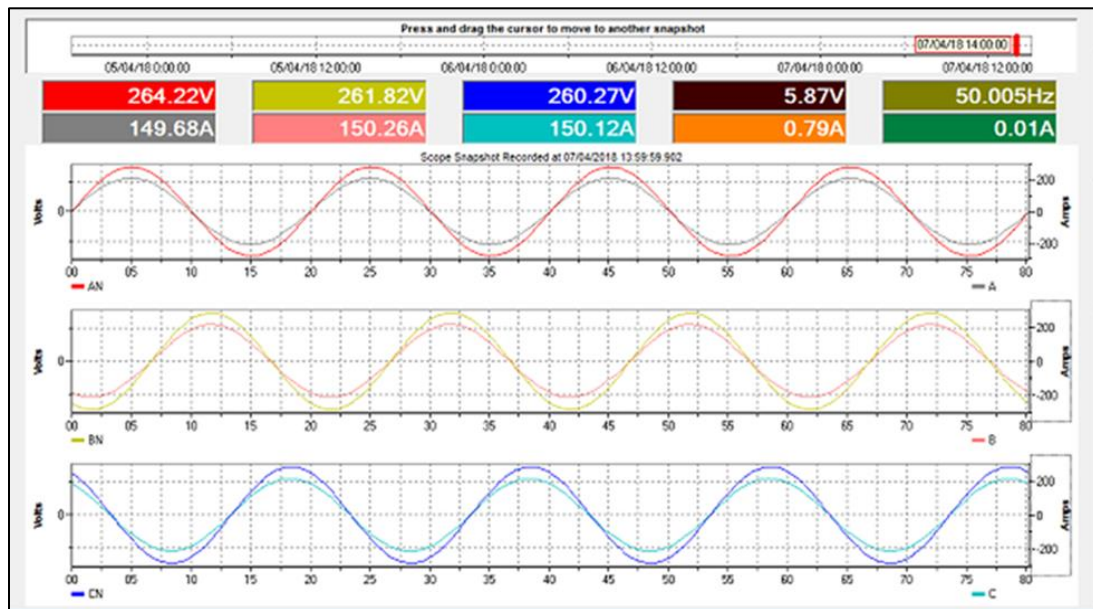 Press and drag the cursor to move to another snapshot
07/04/18 14:00:00
05/04/18 0:00:00 05/04/18 12:00:00 06/04/18 0:00:00 06/04/18 12:00:00 07/04/18 0:00:00 07/04/18 12:00:00
264.22V 261.82V 260.27V 5.87V 50.005Hz
149.68A 150.26A 150.12A 0.79A 0.01A
Scope Snapshot Recorded at 07/04/2018 13:59:59.902
Volts
0
200
0
-200
Amps
00 05 10 15 20 25 30 35 40 45 50 55 60 65 70 75 80
AN A
Volts
0
200
0
-200
Amps
00 05 10 15 20 25 30 35 40 45 50 55 60 65 70 75 80
BN B
Volts
0
200
0
-200
Amps
00 05 10 15 20 25 30 35 40 45 50 55 60 65 70 75 80
CN C